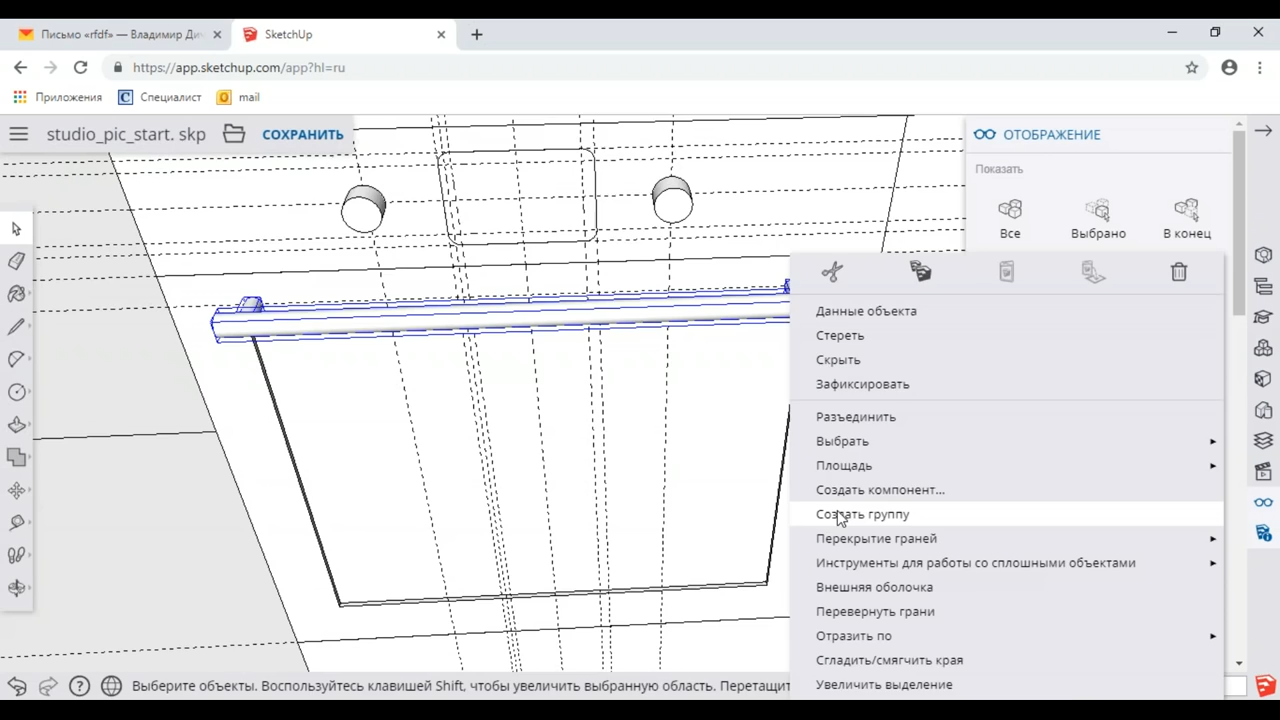 Письмо «rfdf» — Владимир Дич
SketchUp
https://app.sketchup.com/app?hl=ru
Приложения
Специалист
mail
studio_pic_start. skp
СОХРАНИТЬ
ОТОБРАЖЕНИЕ
Показать
Все
Выбрано
В конец
Данные объекта
Стереть
Скрыть
Зафиксировать
Разъединить
Выбрать
Площадь
Создать компонент...
Создать группу
Перекрытие граней
Инструменты для работы со сплошными объектами
Внешняя оболочка
Перевернуть грани
Отразить по
Сгладить/смягчить края
Увеличить выделение
Выберите объекты. Воспользуйтесь клавишей Shift, чтобы увеличить выбранную область. Перетащит